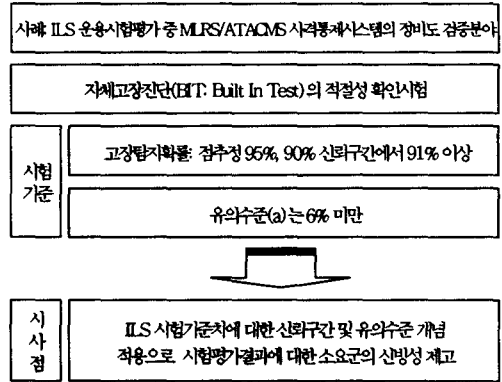 사례: ILS 운용시험평가 중 MLRS/ATACMS 사격통제시스템의 정비도 검증분야
자체고장진단(BIT: Built In Test)의 적절성 확인시험
시험
기준
고장탐지확률: 점추정 95%, 90% 신뢰구간에서 91% 이상
유의수준(a)는 6% 미만
시
사
점
ILS 시험기준치에 대한 신뢰구간 및 유의수준 개념
적용으로 시험평가결과에 대한 소요군의 신빙성 제고